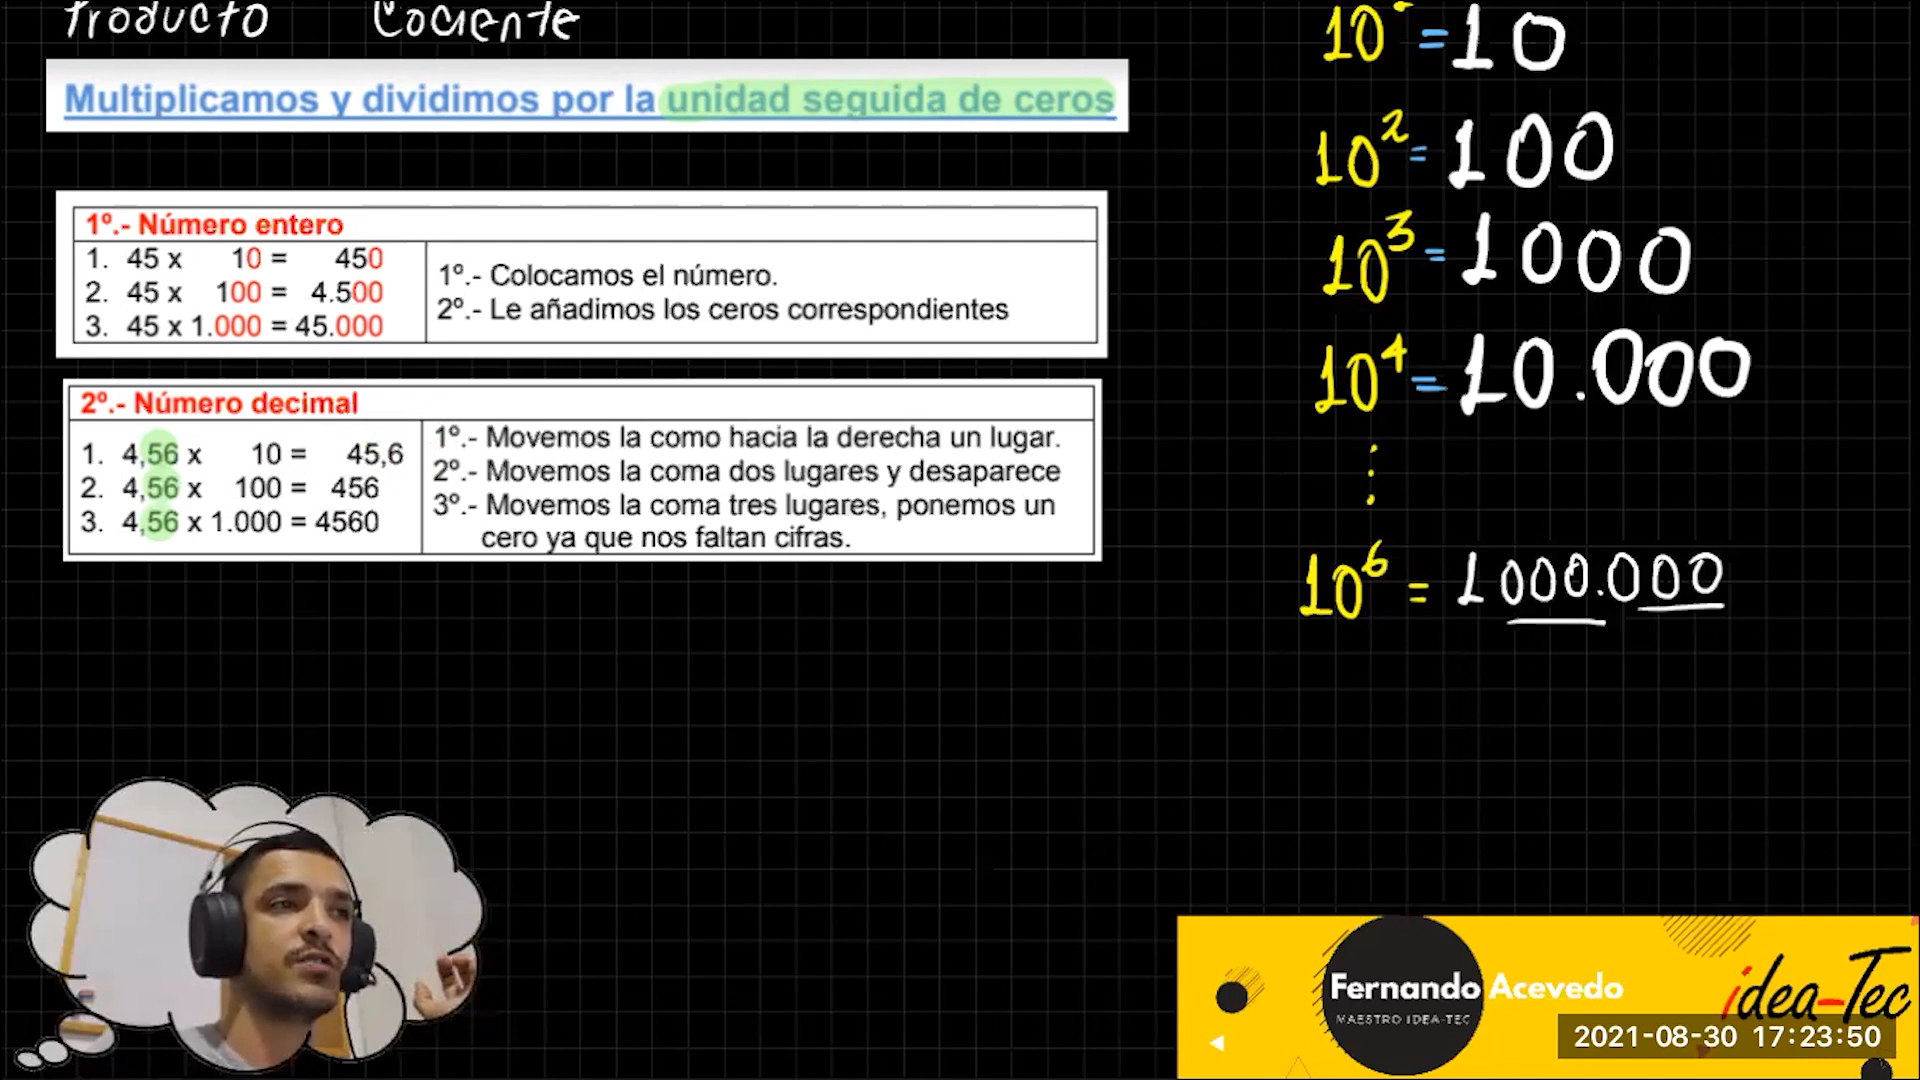 Producto Cociente
Multiplicamos y dividimos por la unidad seguida de ceros
1º.- Número entero
1. 45 x 10 = 450
2. 45 x 100 = 4.500
3. 45 x 1.000 = 45.000
1º.- Colocamos el número.
2º.- Le añadimos los ceros correspondientes
2º.- Número decimal
1. 4,56 x 10 = 45,6
2. 4,56 x 100 = 456
3. 4,56 x 1.000 = 4560
1º.- Movemos la como hacia la derecha un lugar.
2º.- Movemos la coma dos lugares y desaparece
3º.- Movemos la coma tres lugares, ponemos un
cero ya que nos faltan cifras.
10 = 10
10² = 100
10³ = 1000
10⁴ = 10.000
⋮
10⁶ = 1000.000
Fernando Acevedo
MAESTRO IDEA-TEC
idea-Tec
2021-08-30 17:23:50